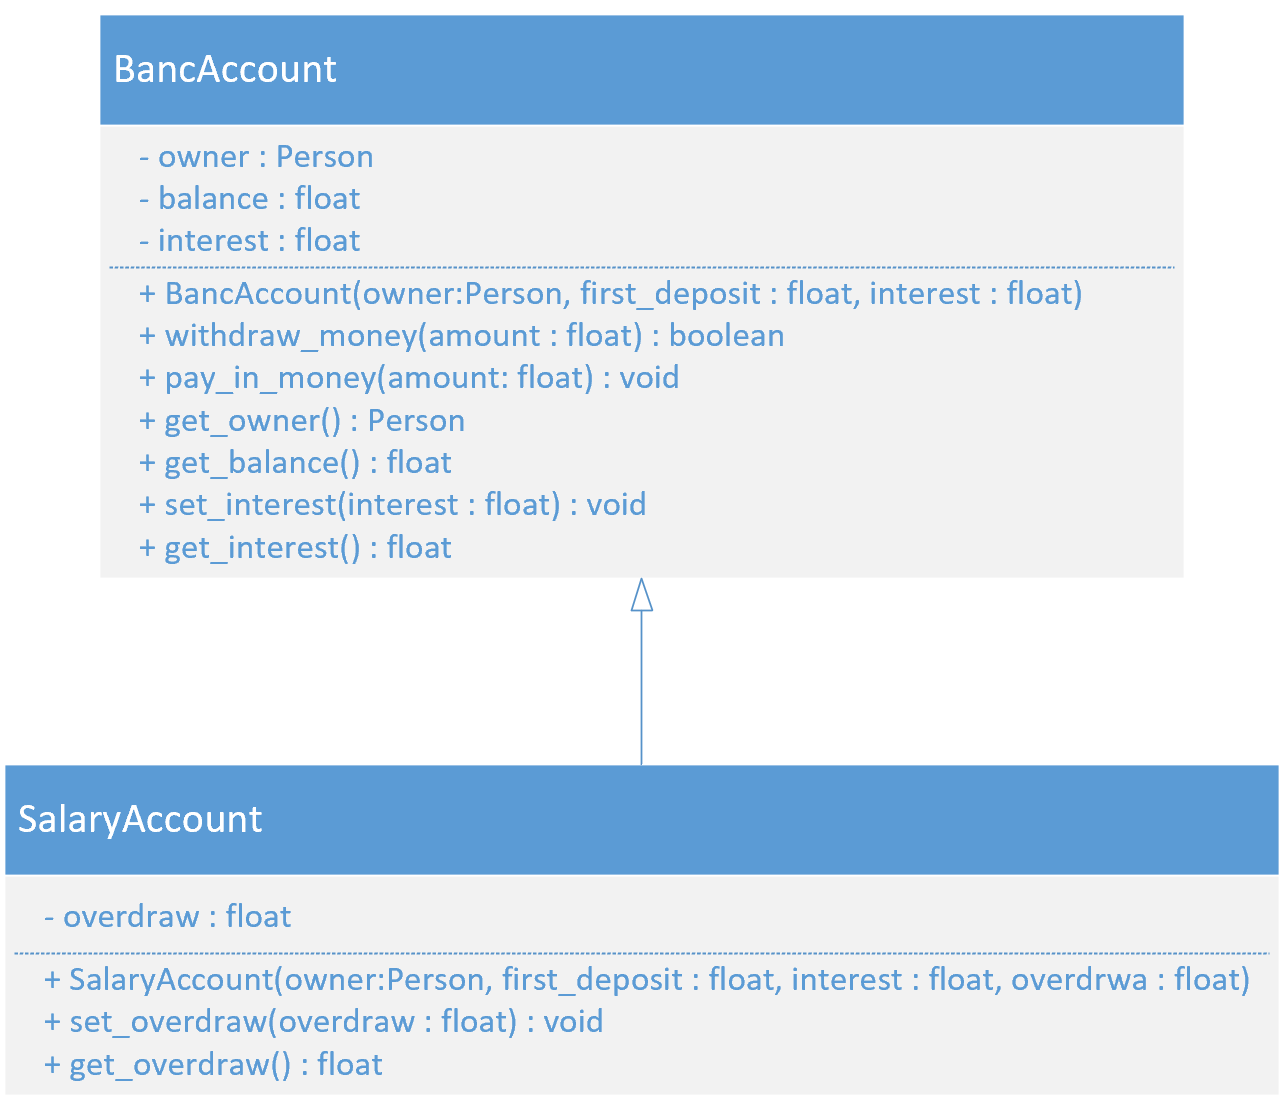 BancAccount
- owner : Person
- balance : float
- interest : float
+ BancAccount(owner:Person, first_deposit : float, interest : float)
+ withdraw_money(amount : float) : boolean
+ pay_in_money(amount: float) : void
+ get_owner() : Person
+ get_balance() : float
+ set_interest(interest : float) : void
+ get_interest() : float
SalaryAccount
- overdraw : float
+ SalaryAccount(owner:Person, first_deposit : float, interest : float, overdrwa : float)
+ set_overdraw(overdraw : float) : void
+ get_overdraw() : float